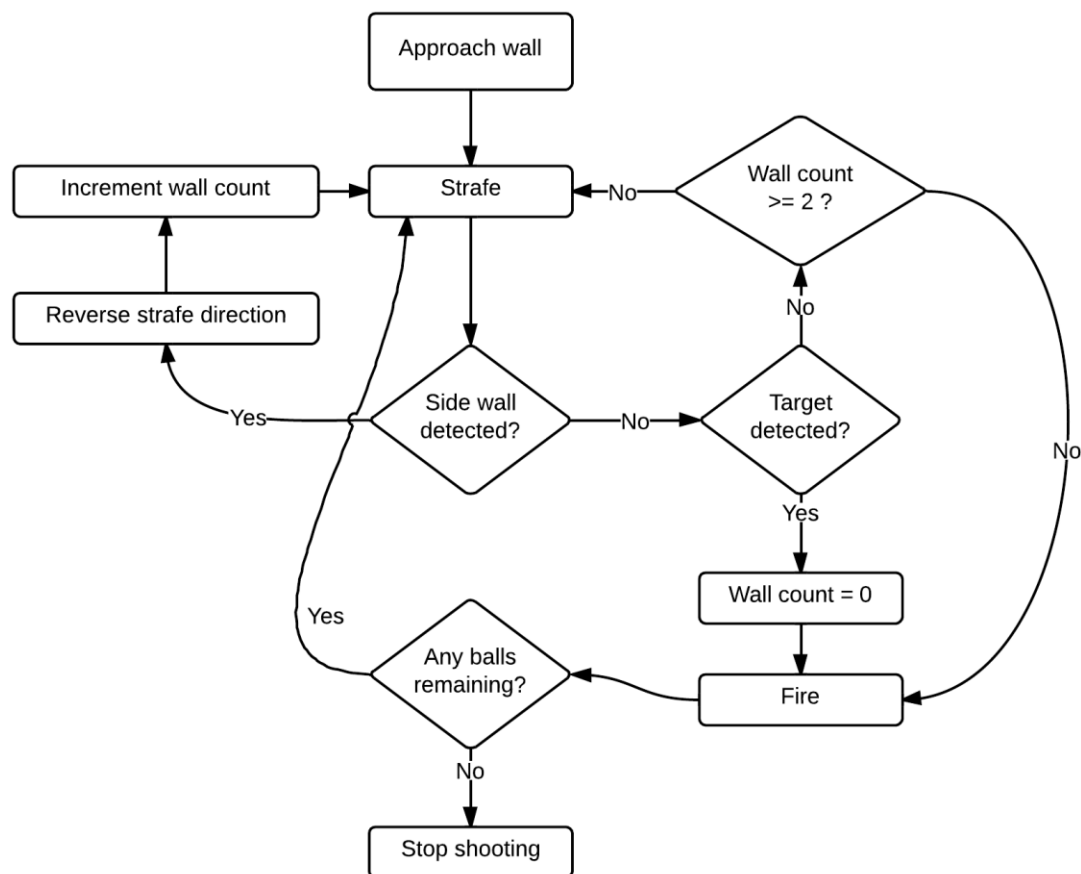 Approach wall
Increment wall count
Strafe
No
Wall count
>= 2 ?
Reverse strafe direction
No
Yes
Side wall
detected?
No
Target
detected?
No
Yes
Wall count = 0
Yes
Any balls
remaining?
Fire
No
Stop shooting